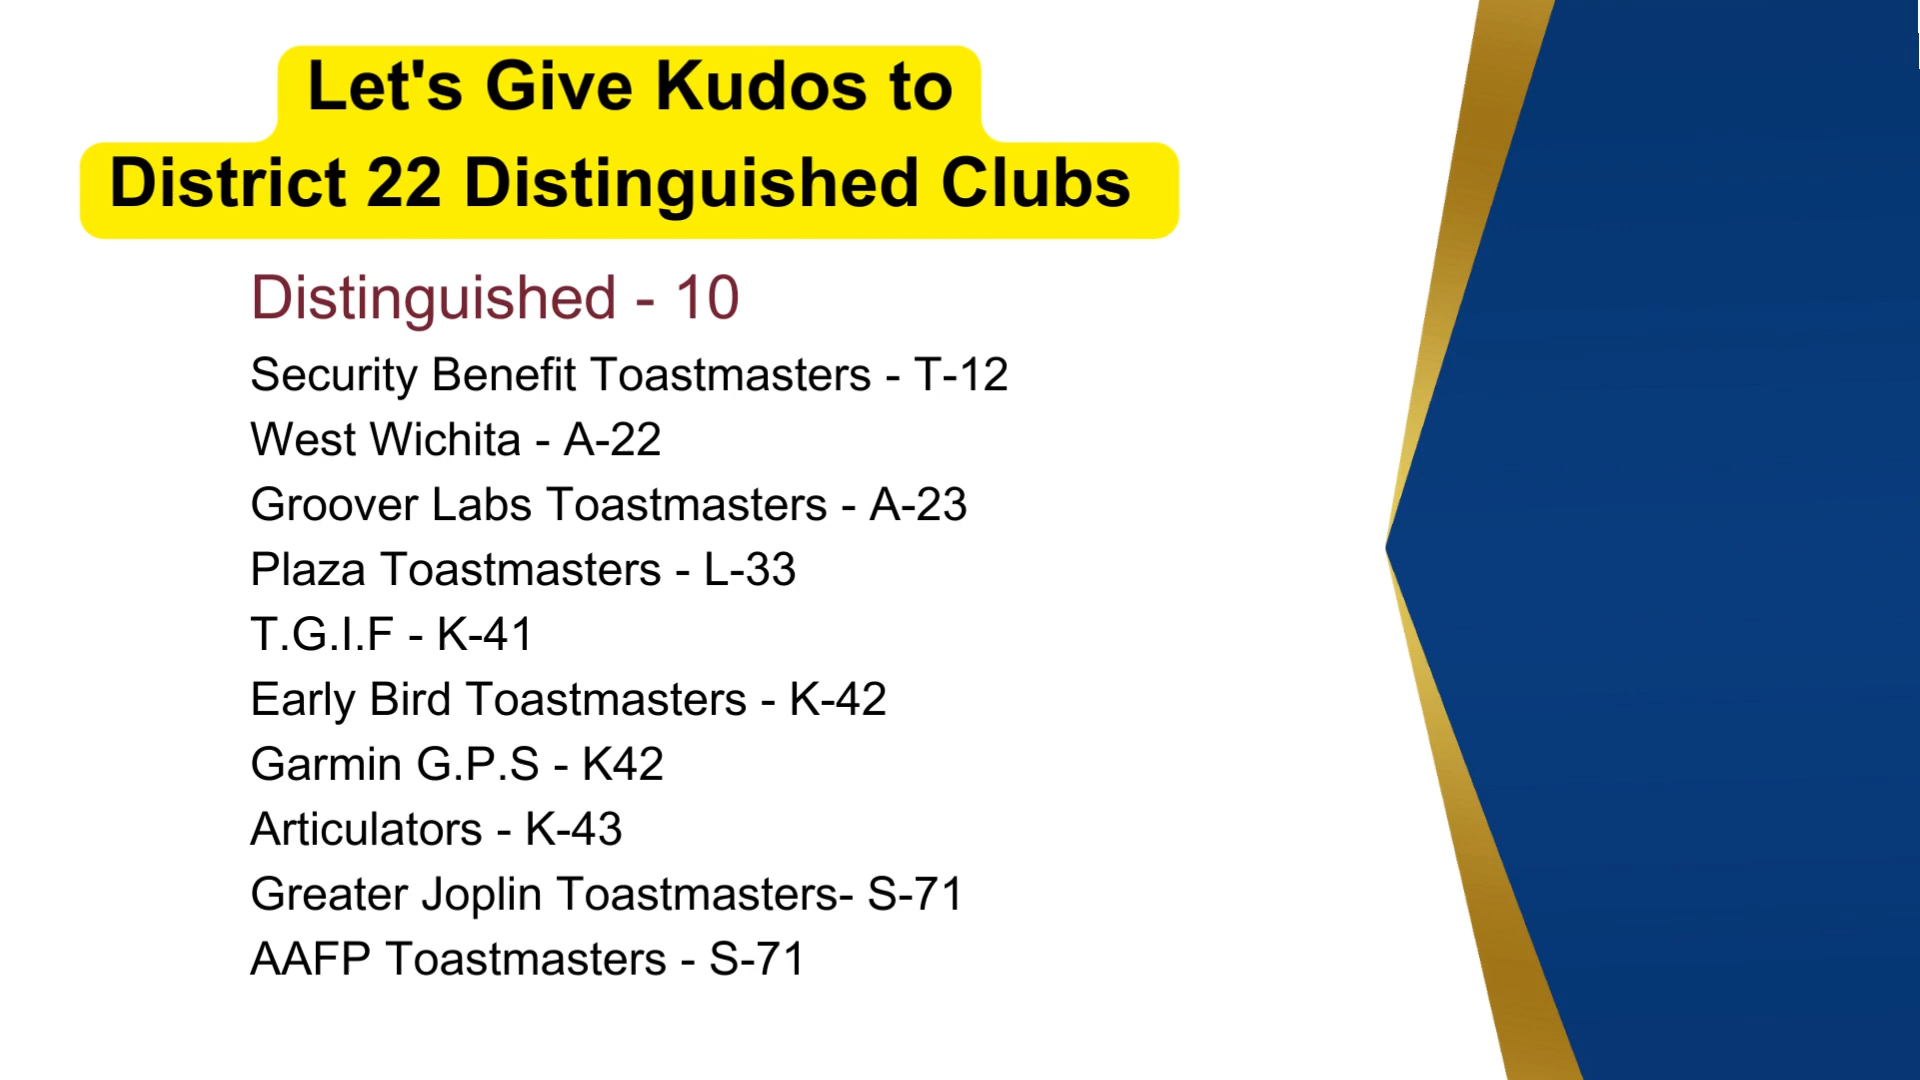 Let's Give Kudos to
District 22 Distinguished Clubs
Distinguished - 10
Security Benefit Toastmasters - T-12
West Wichita - A-22
Groover Labs Toastmasters - A-23
Plaza Toastmasters - L-33
T.G.I.F - K-41
Early Bird Toastmasters - K-42
Garmin G.P.S - K42
Articulators - K-43
Greater Joplin Toastmasters- S-71
AAFP Toastmasters - S-71